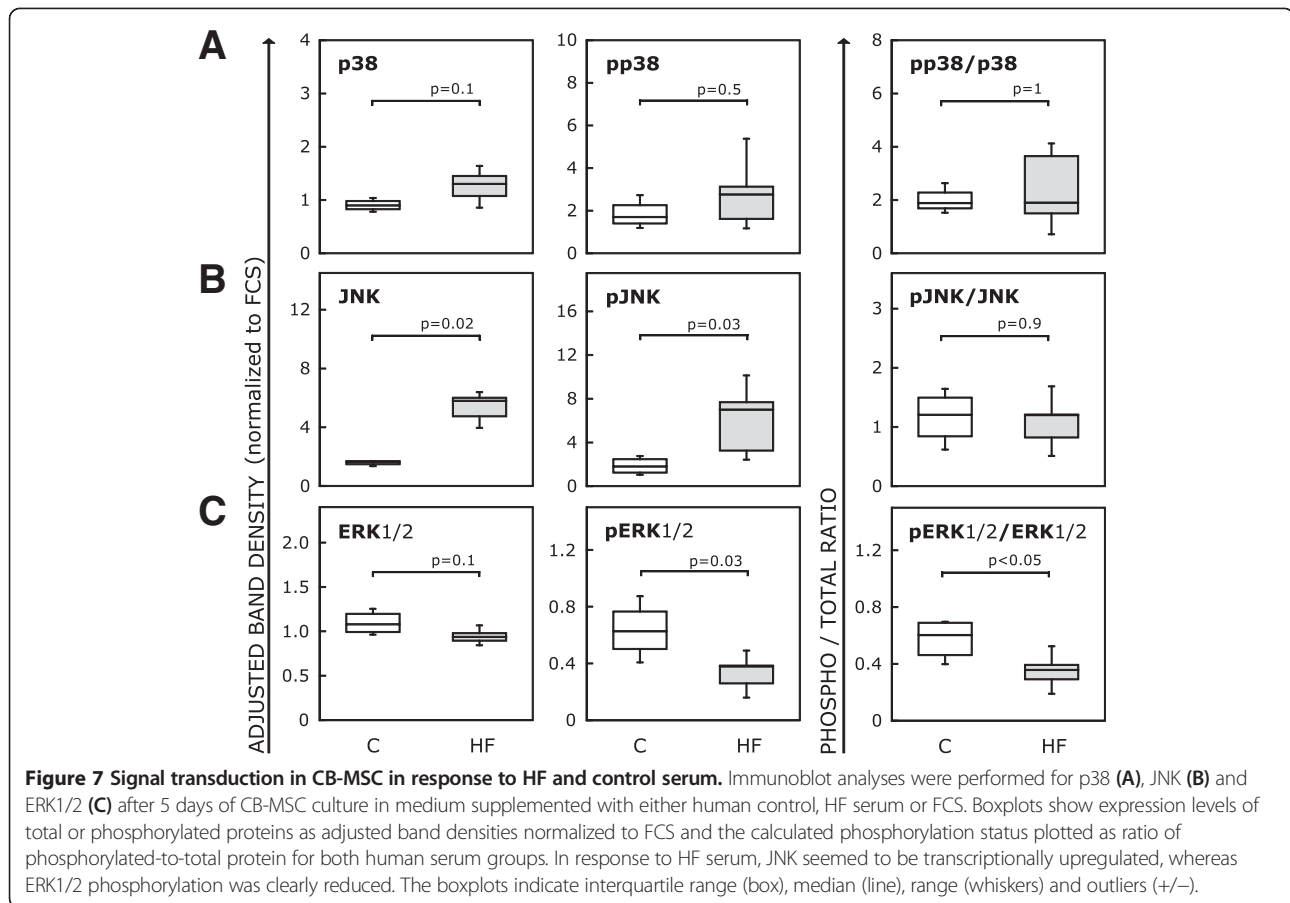 A
ADJUSTED BAND DENSITY (normalized to FCS)
4
3
2
1
0
p38
p=0.1
10
8
6
4
2
0
pp38
p=0.5
PHOSPHO / TOTAL RATIO
8
6
4
2
0
pp38/p38
p=1
B
12
8
4
0
JNK
p=0.02
16
12
8
4
0
pJNK
p=0.03
3
2
1
0
pJNK/JNK
p=0.9
C
2.0
1.5
1.0
0.5
0
ERK1/2
p=0.1
C HF
1.2
0.8
0.4
0
pERK1/2
p=0.03
C HF
1.2
0.8
0.4
0
pERK1/2/ERK1/2
p<0.05
C HF
Figure 7 Signal transduction in CB-MSC in response to HF and control serum. Immunoblot analyses were performed for p38 (A), JNK (B) and
ERK1/2 (C) after 5 days of CB-MSC culture in medium supplemented with either human control, HF serum or FCS. Boxplots show expression levels of
total or phosphorylated proteins as adjusted band densities normalized to FCS and the calculated phosphorylation status plotted as ratio of
phosphorylated-to-total protein for both human serum groups. In response to HF serum, JNK seemed to be transcriptionally upregulated, whereas
ERK1/2 phosphorylation was clearly reduced. The boxplots indicate interquartile range (box), median (line), range (whiskers) and outliers (+/−).